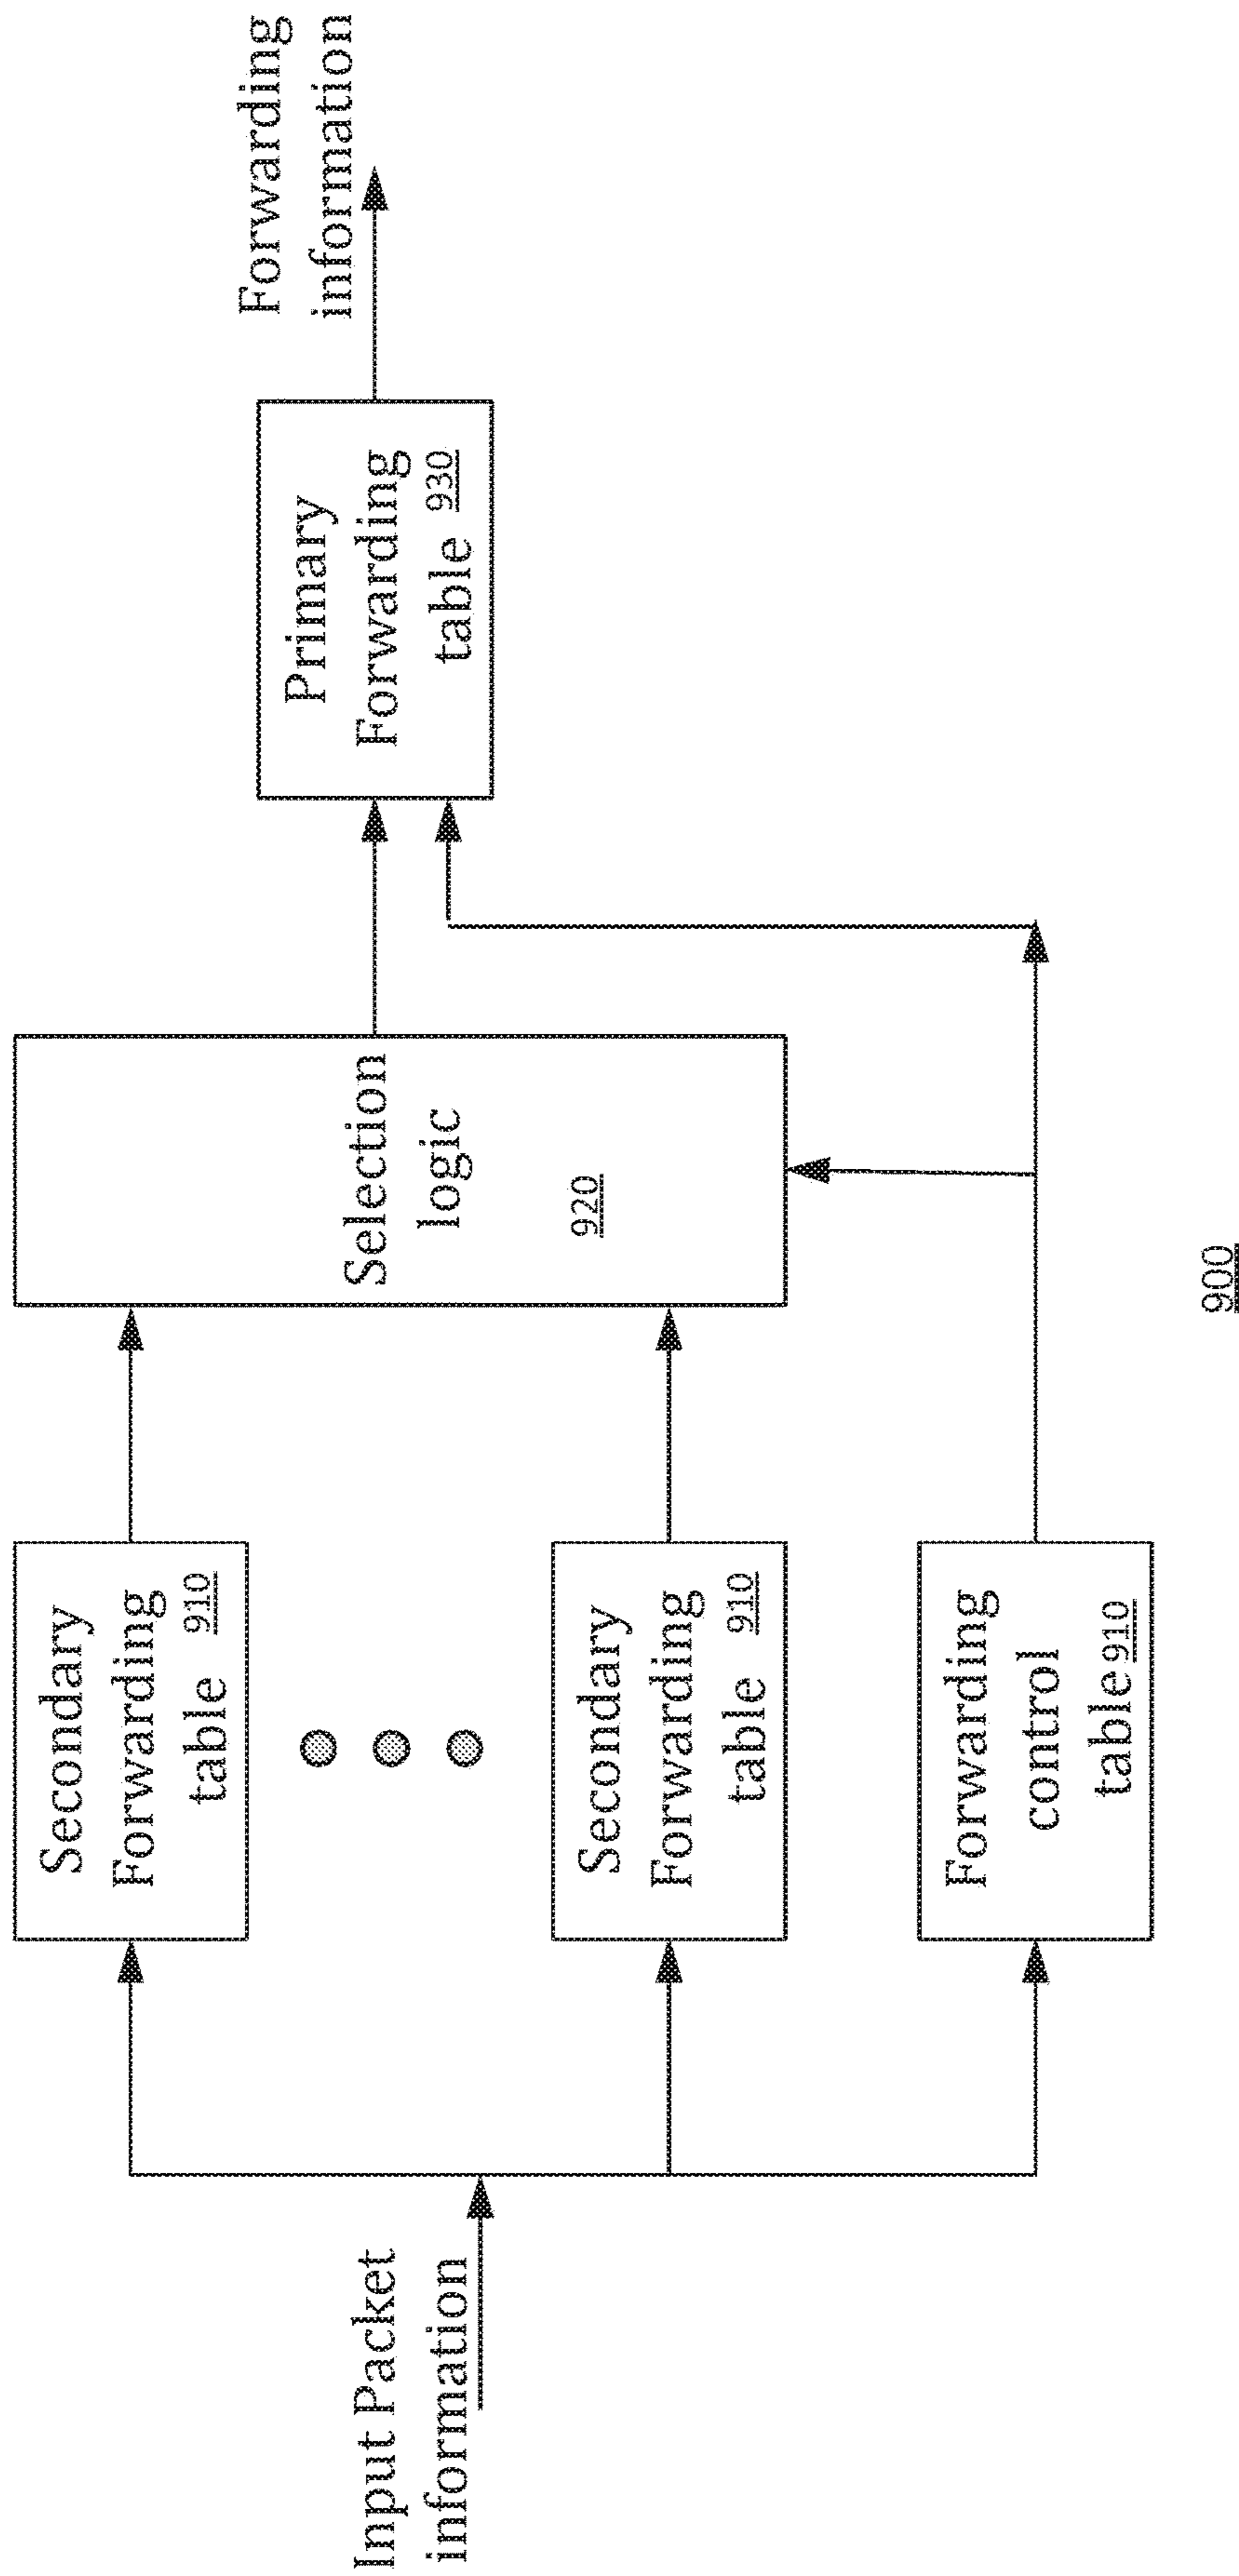 Input Packet
information
Secondary
Forwarding
table 910
Secondary
Forwarding
table 910
Forwarding
control
table 910
Selection
logic
920
Primary
Forwarding
table 930
Forwarding
information
900